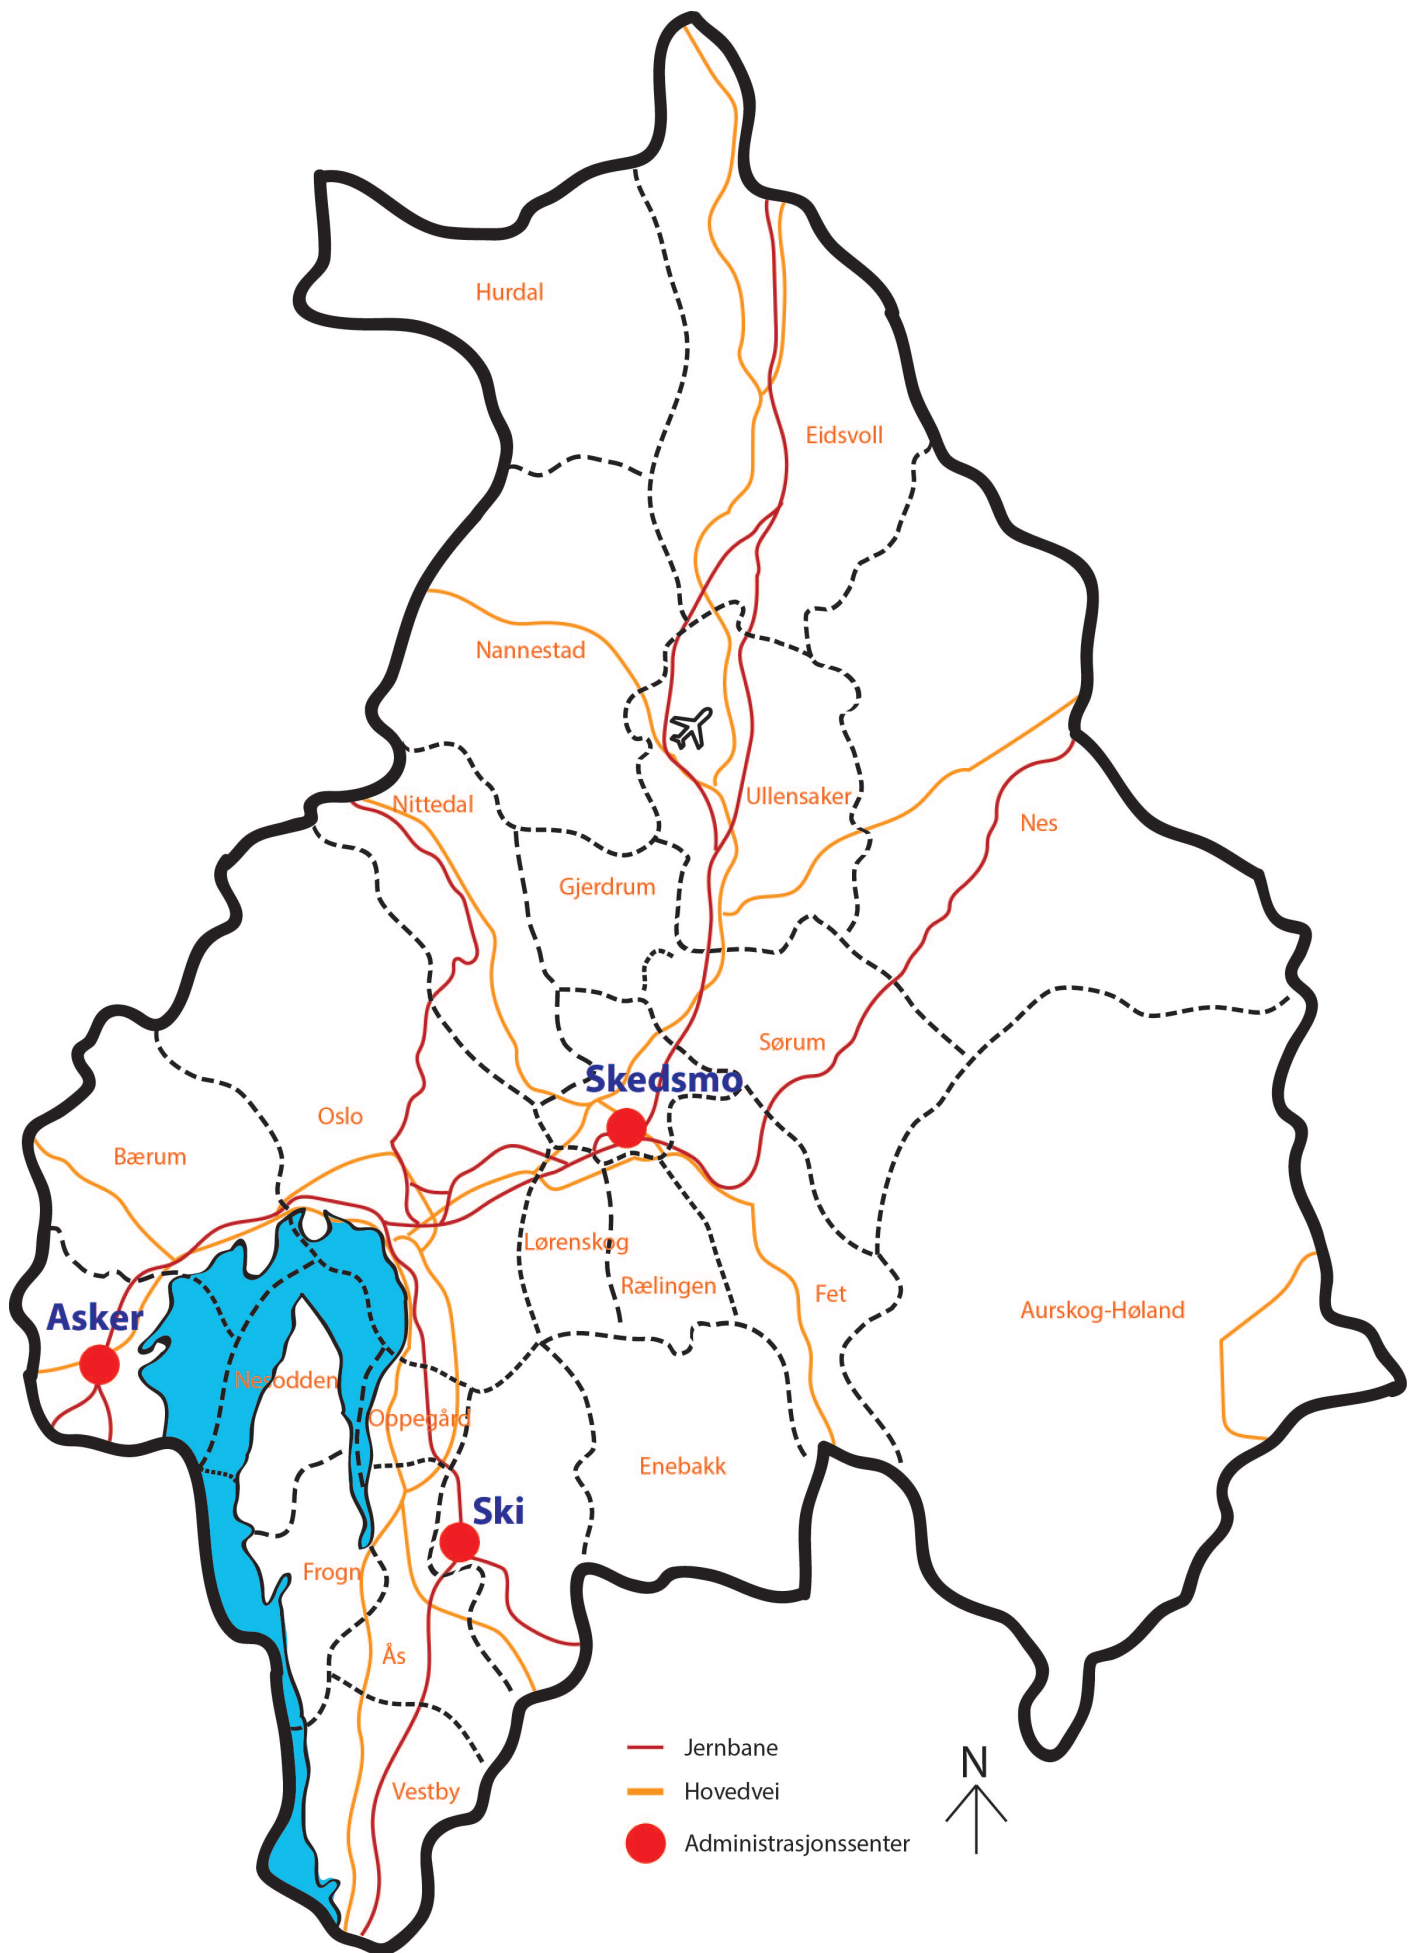 Hurdal
Eidsvoll
Nannestad
Nittedal
Ullensaker
Nes
Gjerdrum
Sørum
Skedsmo
Oslo
Bærum
Lørenskog
Rælingen
Fet
Aurskog-Høland
Asker
Nesodden
Oppegård
Enebakk
Ski
Frogn
Ås
Vestby
Jernbane
Hovedvei
Administrasjonssenter
N